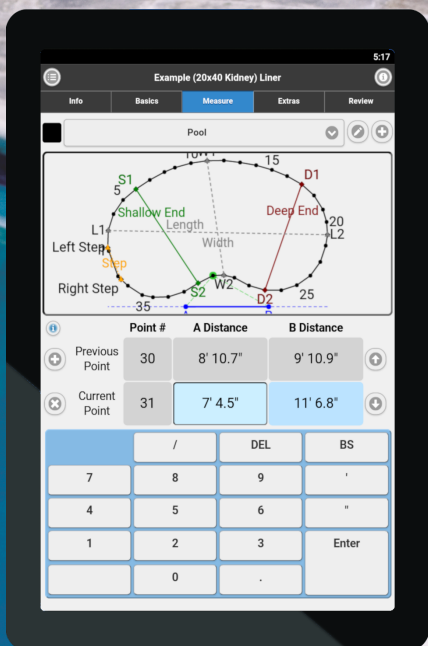 5:17
Example (20x40 Kidney) Liner
Info Basics Measure Extras Review
Pool
10 W1 15
S1 D1
5
Shallow End Deep End
20
L1 Length L2
Width
Left Step
Step
Right Step W2
S2 D2 25
35
A B
Point # A Distance B Distance
Previous Point 30 8' 10.7" 9' 10.9"
Current Point 31 7' 4.5" 11' 6.8"
/ DEL BS
7 8 9 '
4 5 6 "
1 2 3 Enter
0 .